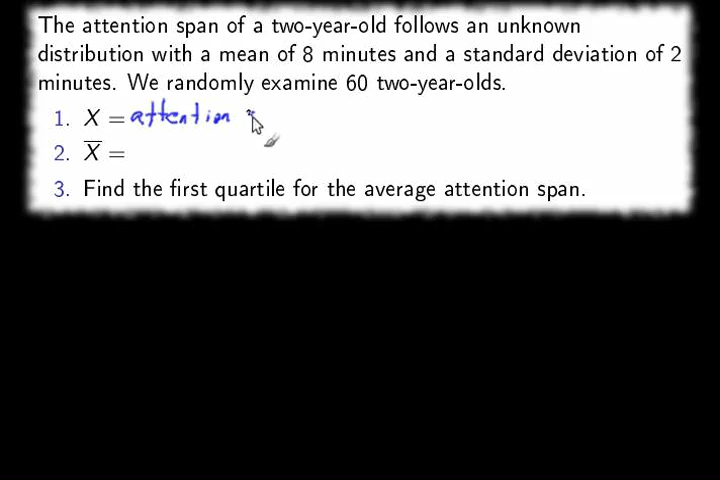 The attention span of a two-year-old follows an unknown
distribution with a mean of 8 minutes and a standard deviation of 2
minutes. We randomly examine 60 two-year-olds.
1. X = attention
2. X̅ =
3. Find the first quartile for the average attention span.